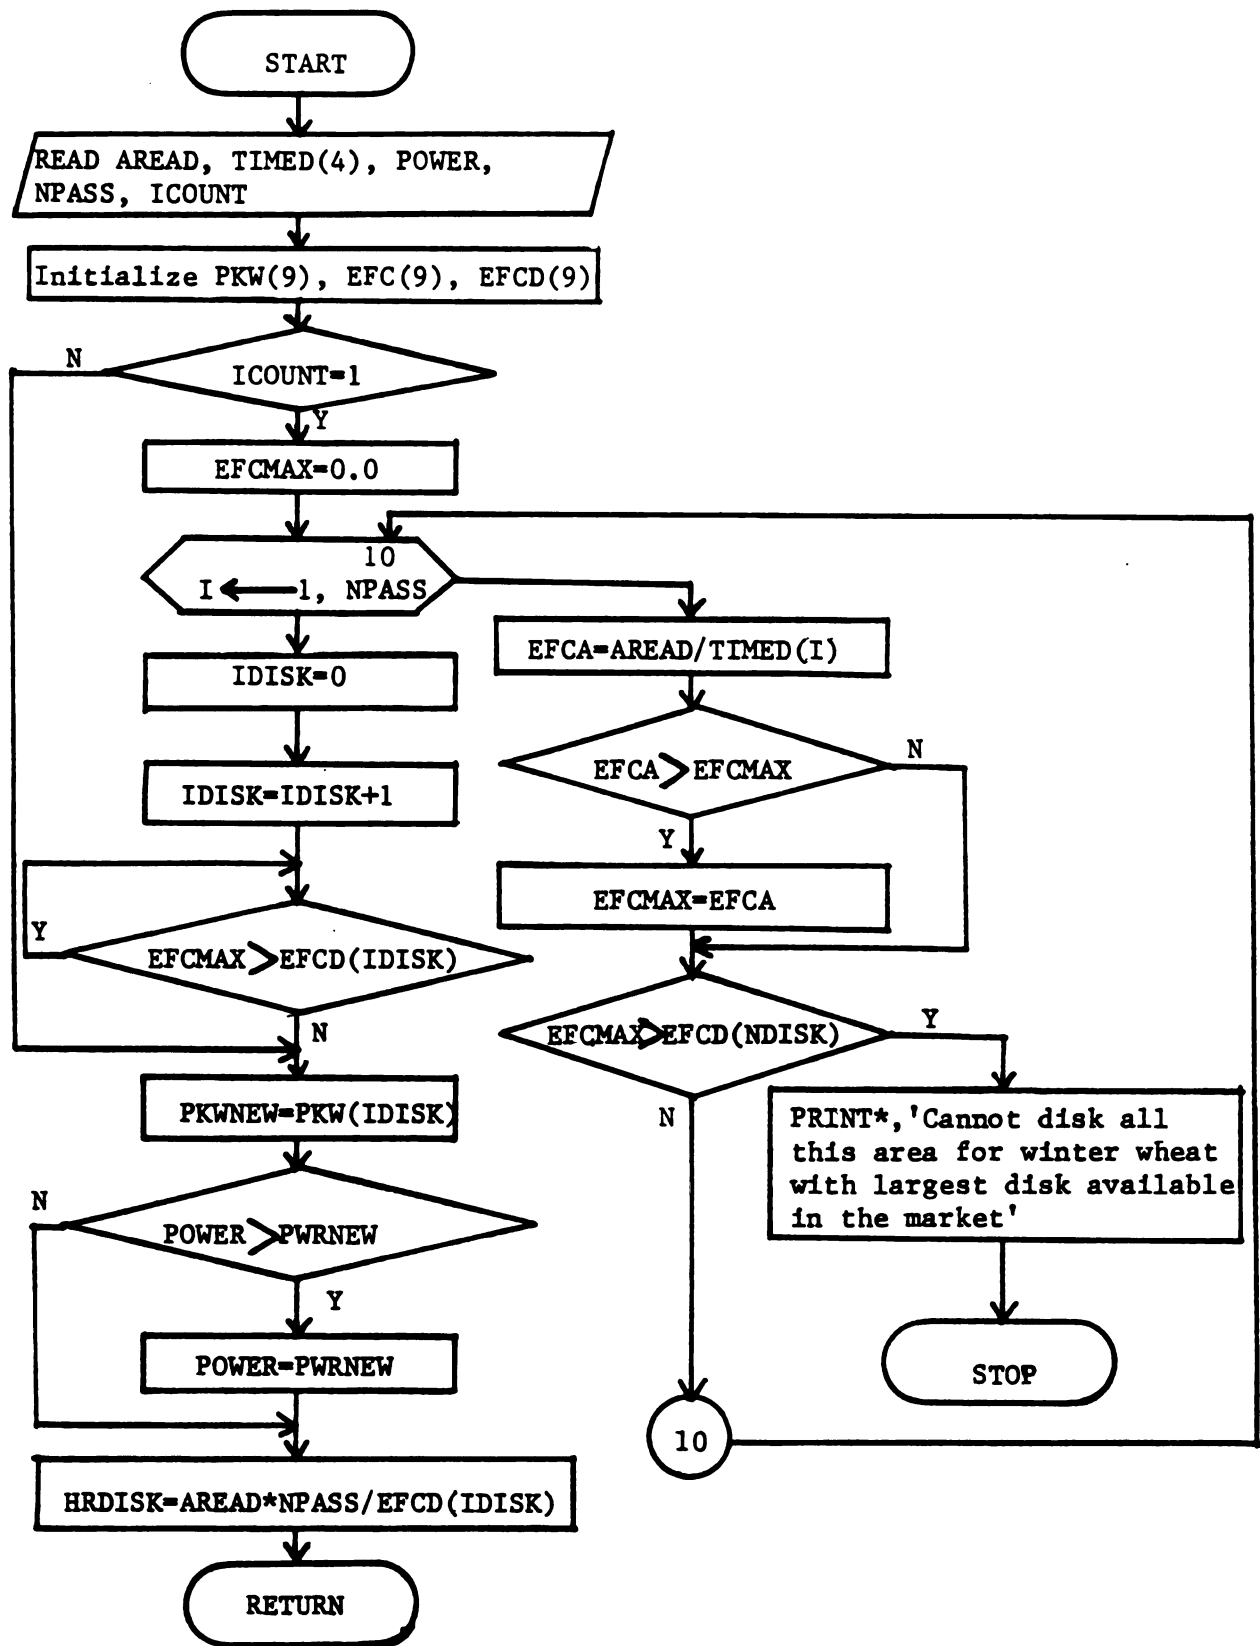 START
READ AREAD, TIMED(4), POWER,
NPASS, ICOUNT
Initialize PKW(9), EFC(9), EFCD(9)
N
ICOUNT=1
Y
EFCMAX=0.0
10
I ← 1, NPASS
EFCA=AREAD/TIMED(I)
IDISK=0
EFCA>EFCMAX
N
Y
IDISK=IDISK+1
EFCMAX=EFCA
Y
EFCMAX>EFCD(IDISK)
N
EFCMAX>EFCD(NDISK)
Y
N
PKWNEW=PKW(IDISK)
PRINT*,'Cannot disk all
this area for winter wheat
with largest disk available
in the market'
N
POWER>PWRNEW
Y
POWER=PWRNEW
STOP
10
HRDISK=AREAD*NPASS/EFCD(IDISK)
RETURN